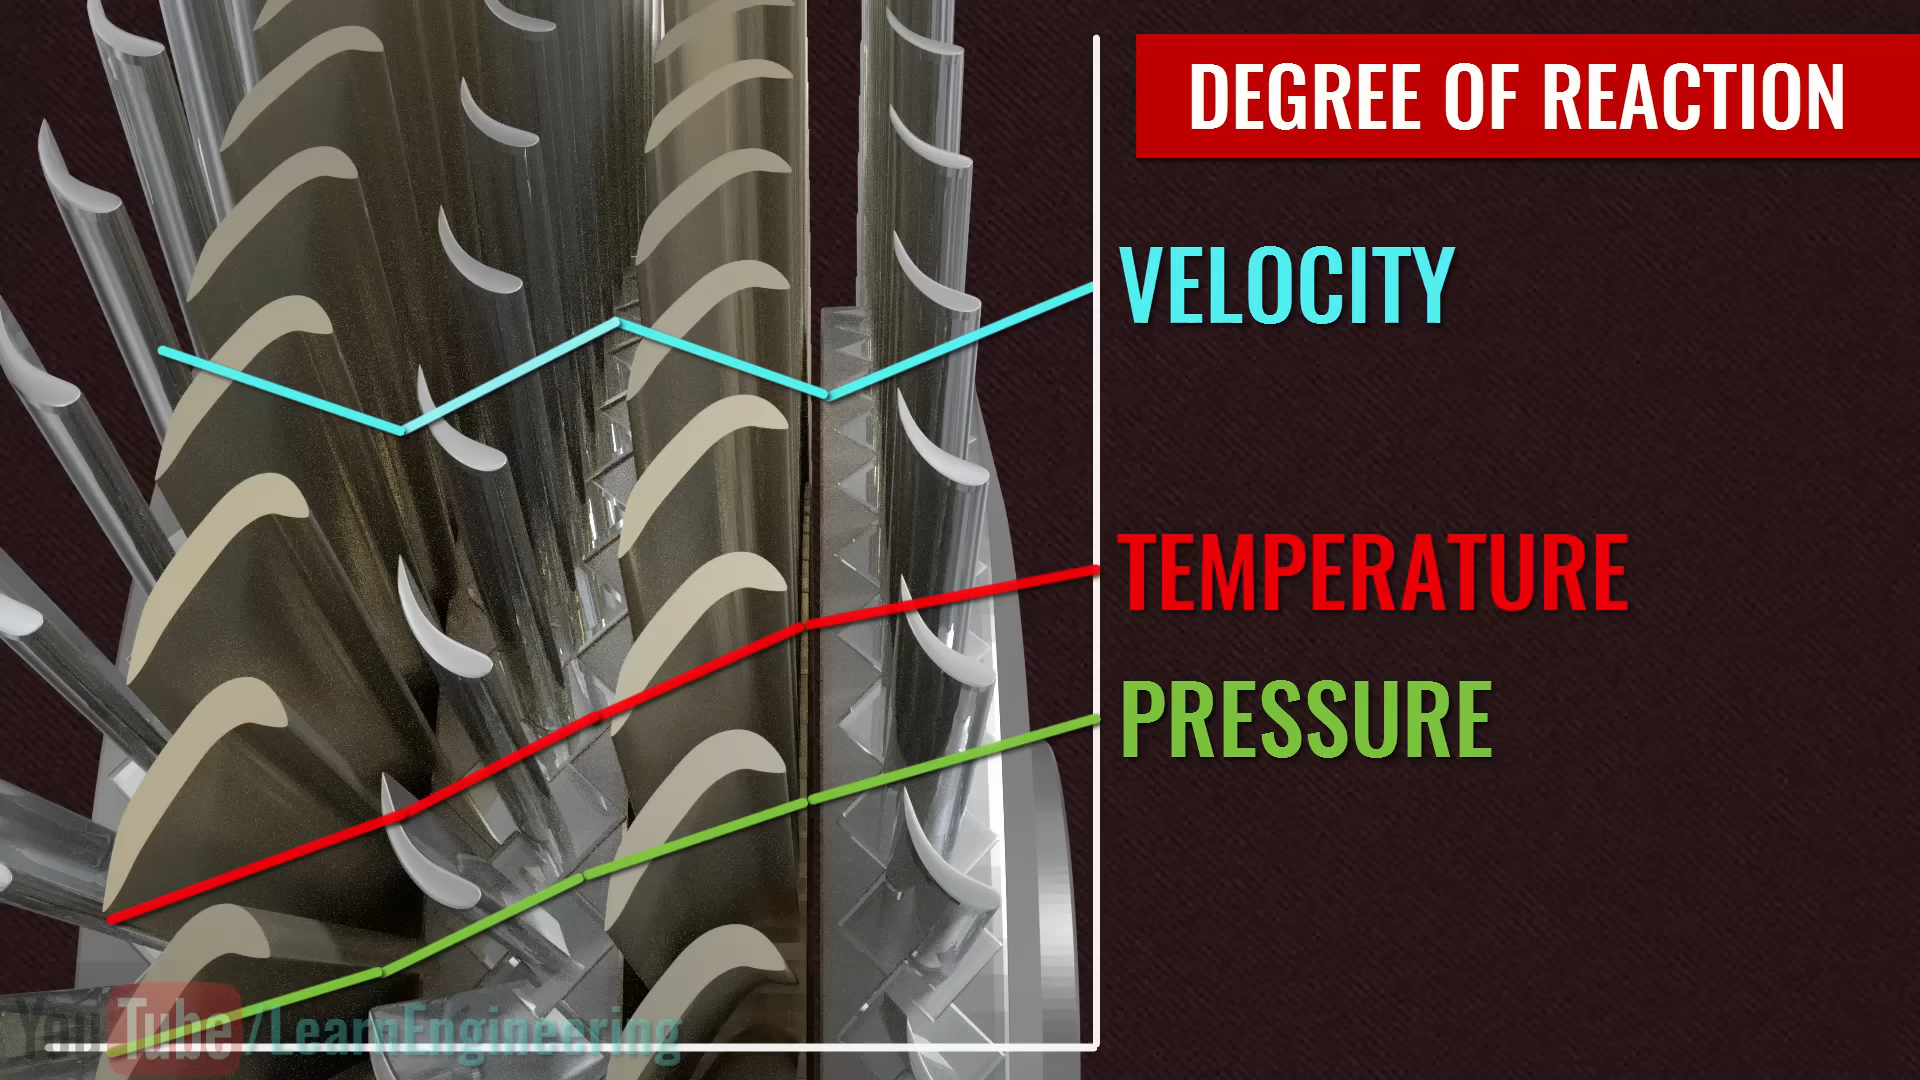 DEGREE OF REACTION
VELOCITY
TEMPERATURE
PRESSURE
YouTube/LearnEngineering